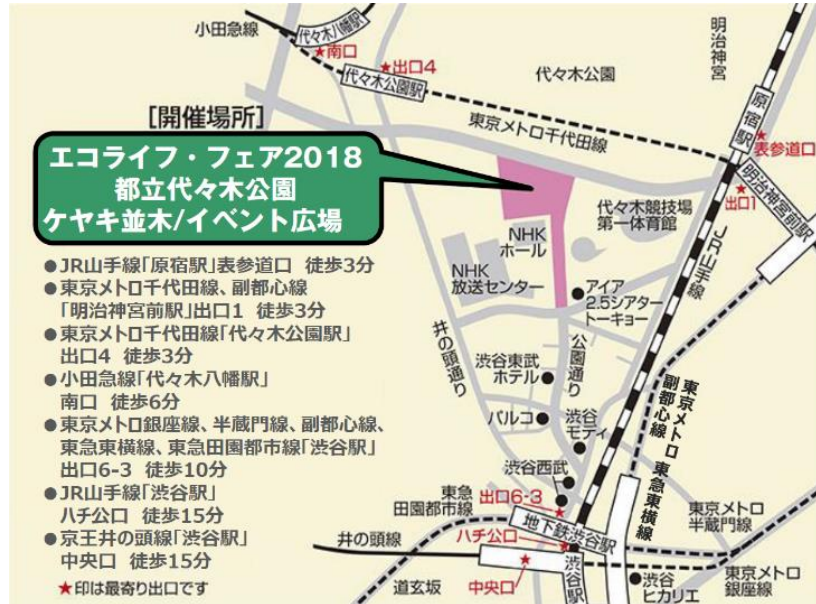 小田急線
代々木八幡駅
★南口
★出口4
代々木公園駅
代々木公園
明治神宮
原宿駅
★表参道口
東京メトロ千代田線
明治神宮前駅
★出口1
[開催場所]
エコライフ・フェア2018
都立代々木公園
ケヤキ並木/イベント広場
代々木競技場
第一体育館
JR山手線
NHK
ホール
NHK
放送センター
●アイア
2.5シアター
トーキョー
井の頭通り
公園通り
渋谷東武
ホテル●
パルコ●
渋谷
モディ
渋谷西武
東京メトロ
副都心線
東急東横線
東急
田園都市線
★出口6-3
地下鉄渋谷駅
ハチ公口
井の頭線
渋谷駅
★中央口
道玄坂
●渋谷
ヒカリエ
東京メトロ
半蔵門線
東京メトロ
銀座線
●JR山手線「原宿駅」表参道口 徒歩3分
●東京メトロ千代田線、副都心線
「明治神宮前駅」出口1 徒歩3分
●東京メトロ千代田線「代々木公園駅」
出口4 徒歩3分
●小田急線「代々木八幡駅」
南口 徒歩6分
●東京メトロ銀座線、半蔵門線、副都心線、
東急東横線、東急田園都市線「渋谷駅」
出口6-3 徒歩10分
●JR山手線「渋谷駅」
ハチ公口 徒歩15分
●京王井の頭線「渋谷駅」
中央口 徒歩15分
★印は最寄り出口です